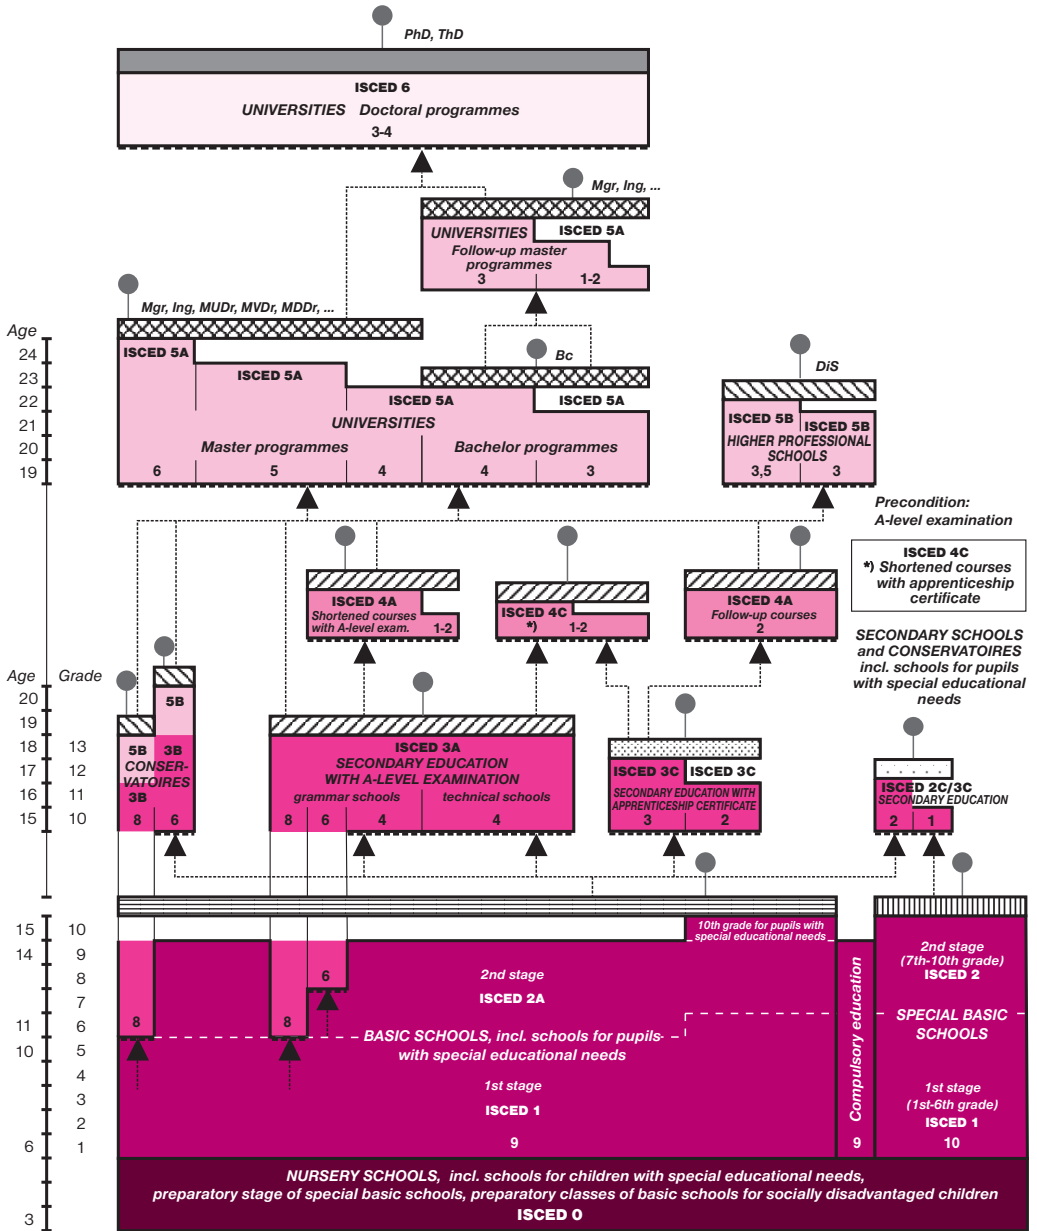 PhD, ThD
ISCED 6
UNIVERSITIES Doctoral programmes
3-4
Mgr, Ing, ...
UNIVERSITIES
ISCED 5A
Follow-up master
programmes
3
1-2
Mgr, Ing, MUDr, MVDr, MDDr, ...
Age
24
23
22
21
20
19
ISCED 5A
ISCED 5A
ISCED 5A
Bc
ISCED 5A
UNIVERSITIES
Master programmes
Bachelor programmes
6
5
4
4
3
DiS
ISCED 5B
ISCED 5B
HIGHER PROFESSIONAL
SCHOOLS
3,5
3
Precondition:
A-level examination
ISCED 4C
*) Shortened courses
with apprenticeship
certificate
ISCED 4A
Shortened courses
with A-level exam.
1-2
ISCED 4C
*)
1-2
ISCED 4A
Follow-up courses
2
SECONDARY SCHOOLS
and CONSERVATOIRES
incl. schools for pupils
with special educational
needs
Age
Grade
20
19
18
13
17
12
16
11
15
10
5B
5B
3B
CONSER-
VATOIRES
3B
8
6
ISCED 3A
SECONDARY EDUCATION
WITH A-LEVEL EXAMINATION
grammar schools
technical schools
8
6
4
4
ISCED 3C
ISCED 3C
SECONDARY EDUCATION WITH
APPRENTICESHIP CERTIFICATE
3
2
ISCED 2C/3C
SECONDARY EDUCATION
2
1
15
10
14
9
8
7
11
6
10
5
4
3
2
6
1
3
10th grade for pupils with
special educational needs
8
8
6
2nd stage
ISCED 2A
BASIC SCHOOLS, incl. schools for pupils
with special educational needs
1st stage
ISCED 1
9
Compulsory education
9
2nd stage
(7th-10th grade)
ISCED 2
SPECIAL BASIC
SCHOOLS
1st stage
(1st-6th grade)
ISCED 1
10
NURSERY SCHOOLS, incl. schools for children with special educational needs,
preparatory stage of special basic schools, preparatory classes of basic schools for socially disadvantaged children
ISCED 0